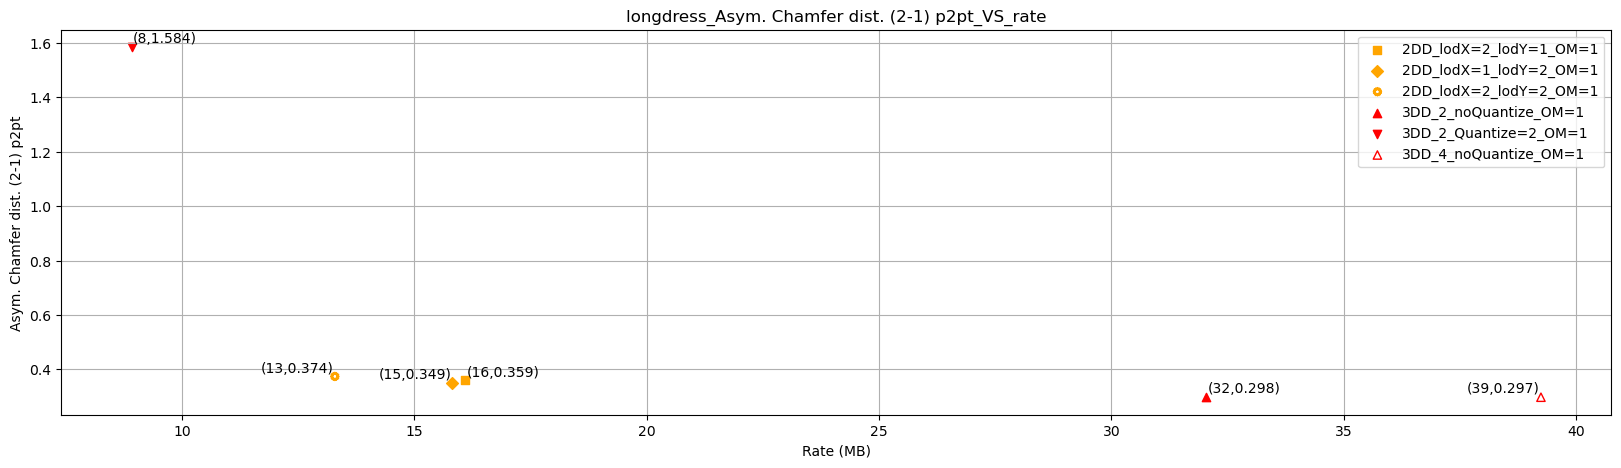 longdress_Asym. Chamfer dist. (2-1) p2pt_VS_rate
(8,1.584)
1.6
1.4
1.2
1.0
0.8
0.6
0.4
Asym. Chamfer dist. (2-1) p2pt
2DD_lodX=2_lodY=1_OM=1
2DD_lodX=1_lodY=2_OM=1
2DD_lodX=2_lodY=2_OM=1
3DD_2_noQuantize_OM=1
3DD_2_Quantize=2_OM=1
3DD_4_noQuantize_OM=1
(13,0.374)
(15,0.349)
(16,0.359)
(32,0.298)
(39,0.297)
10
15
20
25
30
35
40
Rate (MB)